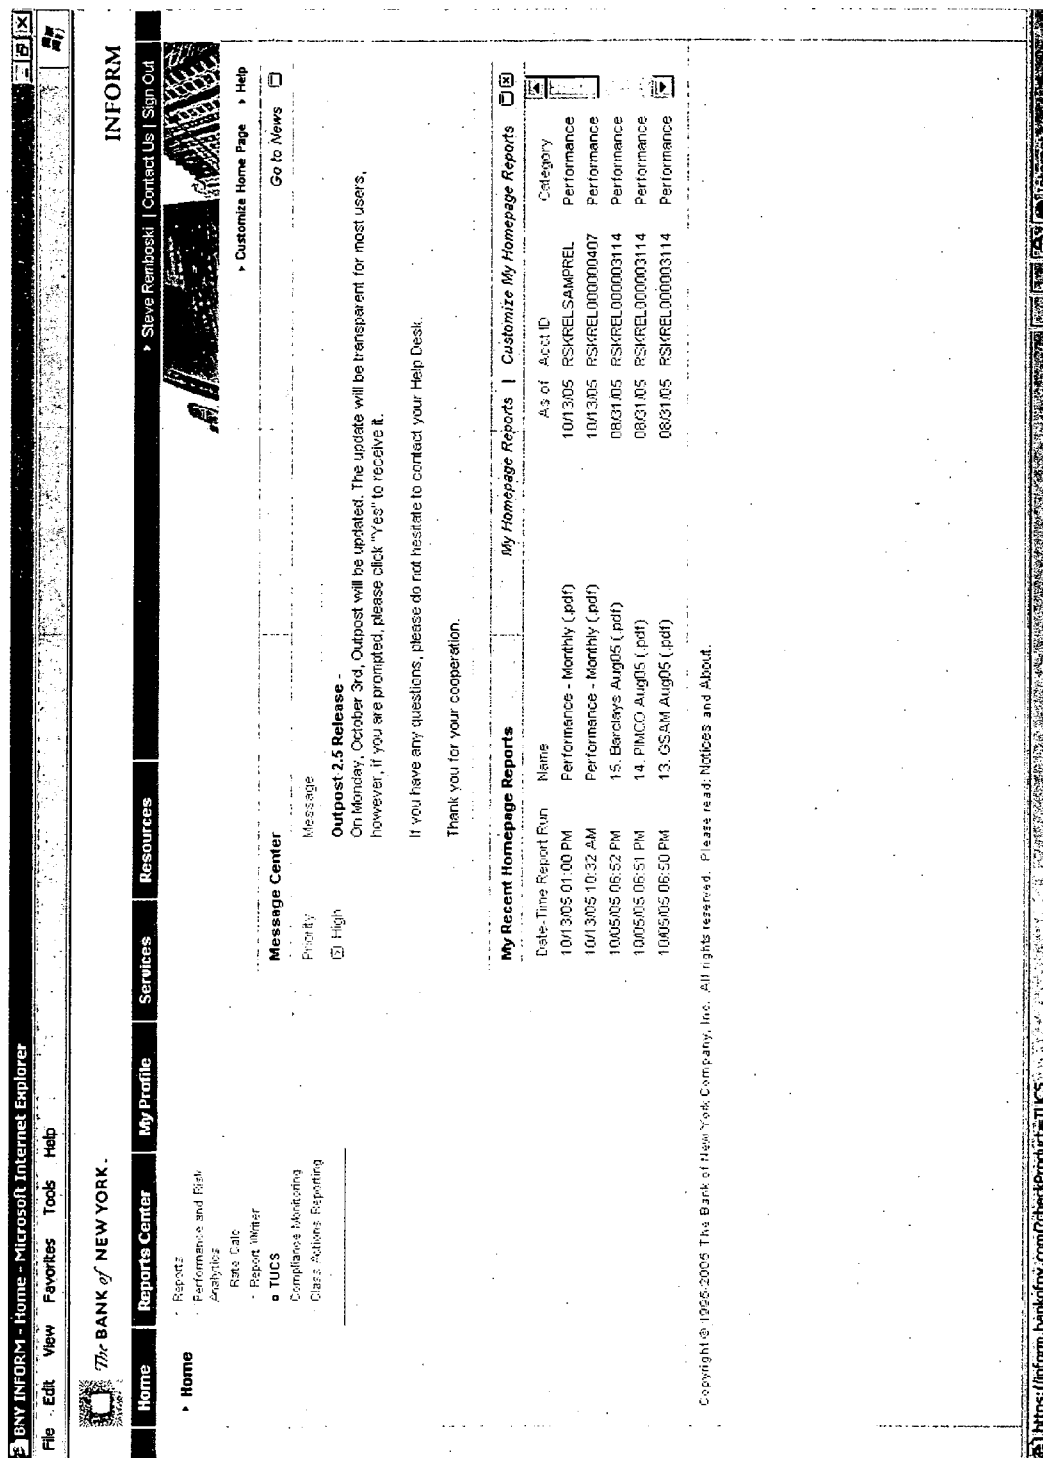 BNY INFORM - Home - Microsoft Internet Explorer
File Edit View Favorites Tools Help
The BANK of NEW YORK.
INFORM
Home Reports Center My Profile Services Resources
Steve Remboski | Contact Us | Sign Out
Home
Reports
Performance and Risk
Analytics
Rate Calc
Report Writer
TUCS
Compliance Monitoring
Class Actions Reporting
Customize Home Page Help
Message Center Go to News
Priority Message
High Outpost 2.5 Release -
On Monday, October 3rd, Outpost will be updated. The update will be transparent for most users,
however, if you are prompted, please click "Yes" to receive it.
If you have any questions, please do not hesitate to contact your Help Desk.
Thank you for your cooperation.
My Recent Homepage Reports My Homepage Reports | Customize My Homepage Reports
Date-Time Report Run Name As of Acct ID Category
10/13/05 01:00 PM Performance - Monthly (.pdf) 10/13/05 RSKRELSAMPREL Performance
10/13/05 10:32 AM Performance - Monthly (.pdf) 10/13/05 RSKREL000000407 Performance
10/05/05 06:52 PM 15. Barclays Aug05 (.pdf) 08/31/05 RSKREL000003114 Performance
10/05/05 06:51 PM 14. PIMCO Aug05 (.pdf) 08/31/05 RSKREL000003114 Performance
10/05/05 06:50 PM 13. GSAM Aug05 (.pdf) 08/31/05 RSKREL000003114 Performance
Copyright © 1995-2005 The Bank of New York Company, Inc. All rights reserved. Please read: Notices and About.
https://inform.bankofny.com/?checkProduct=TUCS